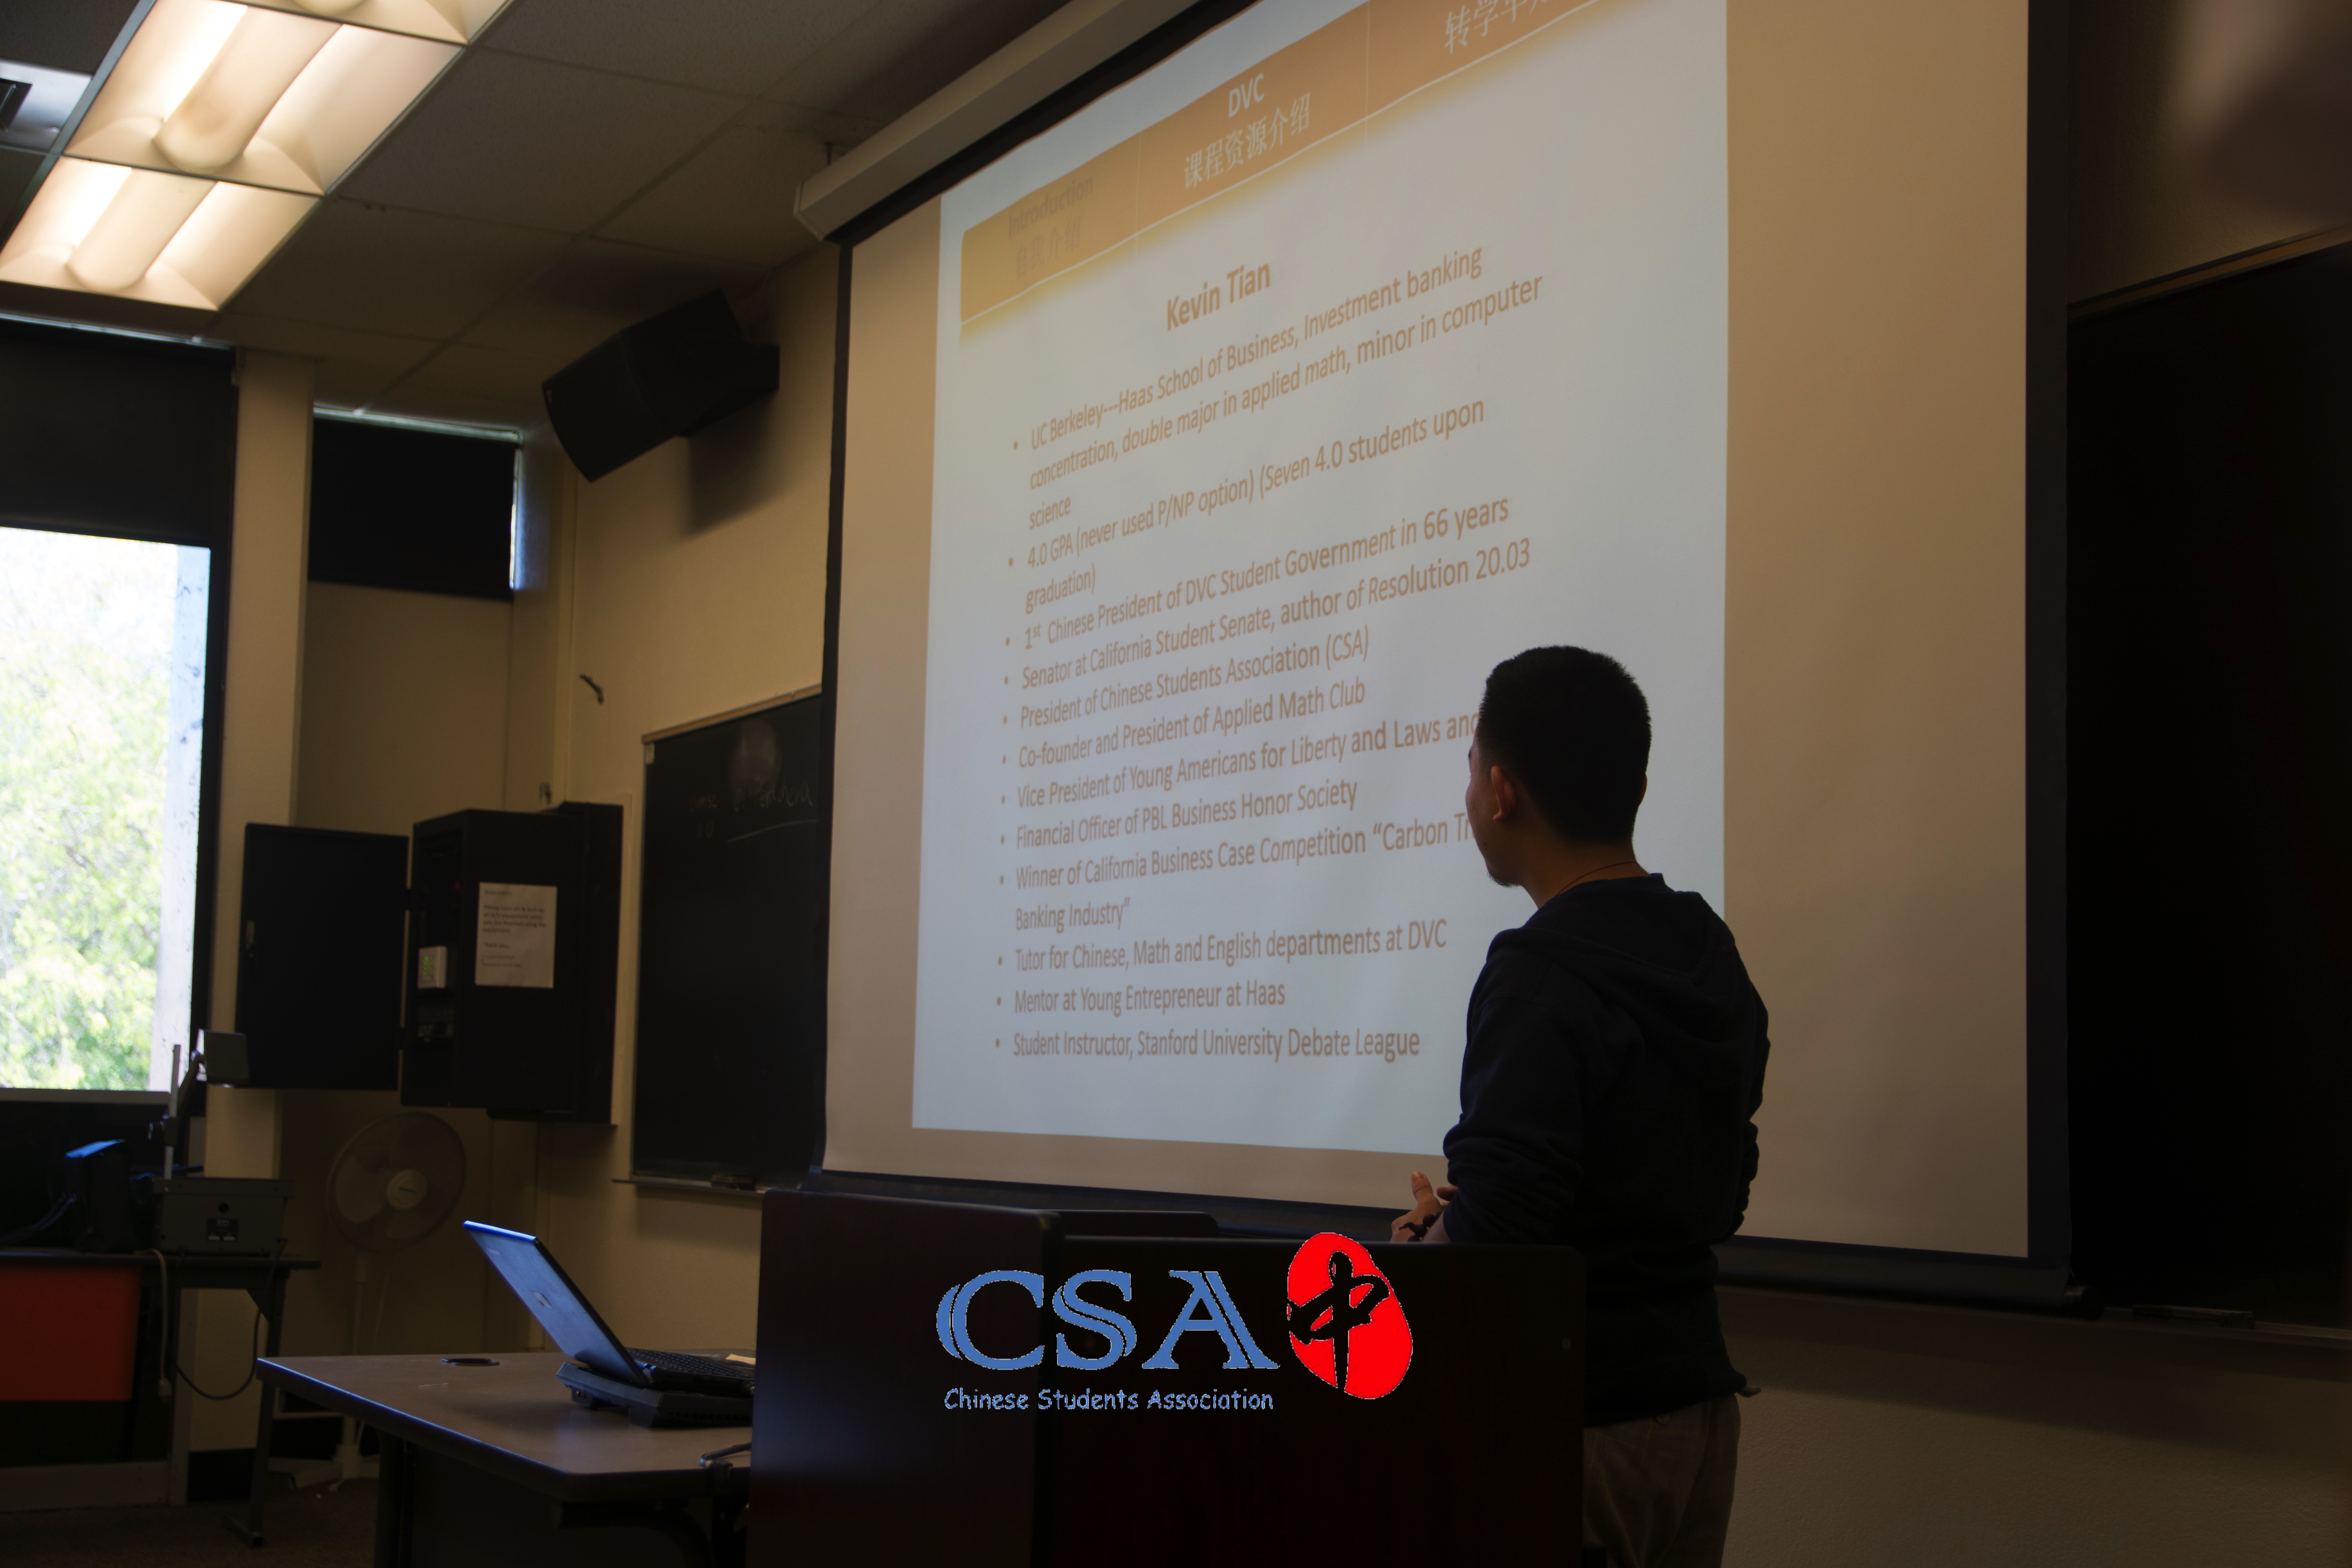 Introduction
自我介绍
DVC
课程资源介绍
转学
Kevin Tian
• UC Berkeley---Haas School of Business, Investment banking
concentration, double major in applied math, minor in computer
science
• 4.0 GPA (never used P/NP option) (Seven 4.0 students upon
graduation)
• 1st Chinese President of DVC Student Government in 66 years
• Senator at California Student Senate, author of Resolution 20.03
• President of Chinese Students Association (CSA)
• Co-founder and President of Applied Math Club
• Vice President of Young Americans for Liberty and Laws and
• Financial Officer of PBL Business Honor Society
• Winner of California Business Case Competition “Carbon
Banking Industry”
• Tutor for Chinese, Math and English departments at DVC
• Mentor at Young Entrepreneur at Haas
• Student Instructor, Stanford University Debate League
CSA 中
Chinese Students Association